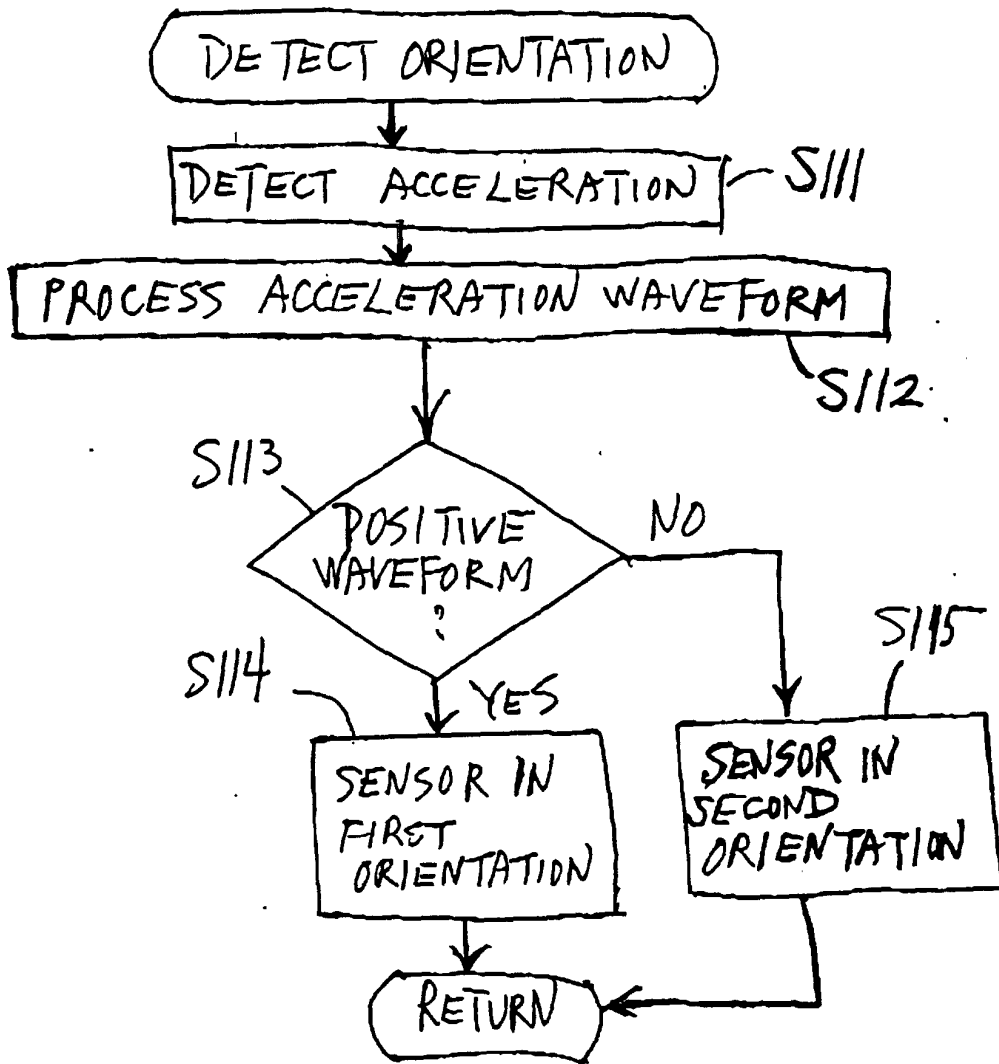 DETECT ORIENTATION
DETECT ACCELERATION
S111
PROCESS ACCELERATION WAVEFORM
S112
S113
POSITIVE
WAVEFORM
?
NO
YES
S114
SENSOR IN
FIRST
ORIENTATION
S115
SENSOR IN
SECOND
ORIENTATION
RETURN